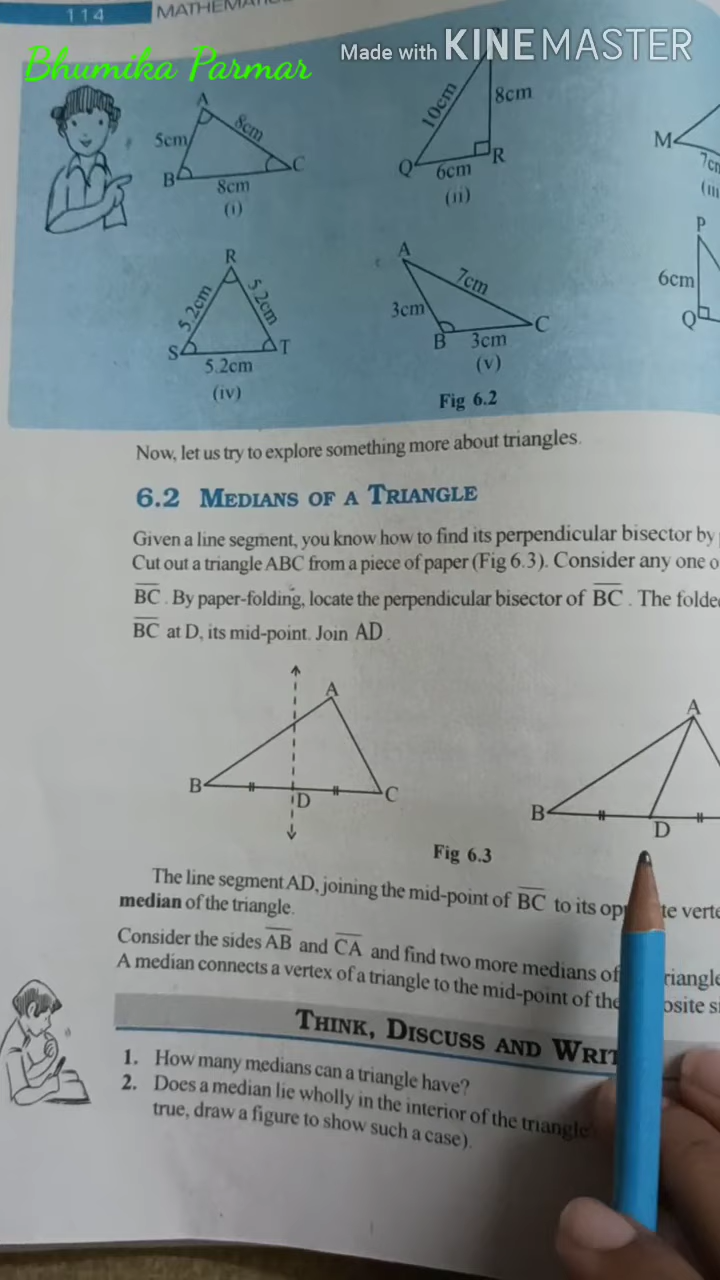 114 MATHEMATICS
Made with KINEMASTER
Bhumika Parmar
A
5cm
8cm
B
C
8cm
(i)
10cm
8cm
Q
R
6cm
(ii)
M
7cm
R
5.2cm
5.2cm
S
T
5.2cm
(iv)
A
7cm
3cm
B
C
3cm
(v)
P
6cm
Q
Fig 6.2
Now, let us try to explore something more about triangles.
6.2 MEDIANS OF A TRIANGLE
Given a line segment, you know how to find its perpendicular bisector by
Cut out a triangle ABC from a piece of paper (Fig 6.3). Consider any one o
BC. By paper-folding, locate the perpendicular bisector of BC. The folde
BC at D, its mid-point. Join AD.
A
B
D
C
A
B
D
Fig 6.3
The line segment AD, joining the mid-point of BC to its opp te verte
median of the triangle.
Consider the sides AB and CA and find two more medians of riangle
A median connects a vertex of a triangle to the mid-point of the osite si
THINK, DISCUSS AND WRIT
1. How many medians can a triangle have?
2. Does a median lie wholly in the interior of the triangle
true, draw a figure to show such a case).